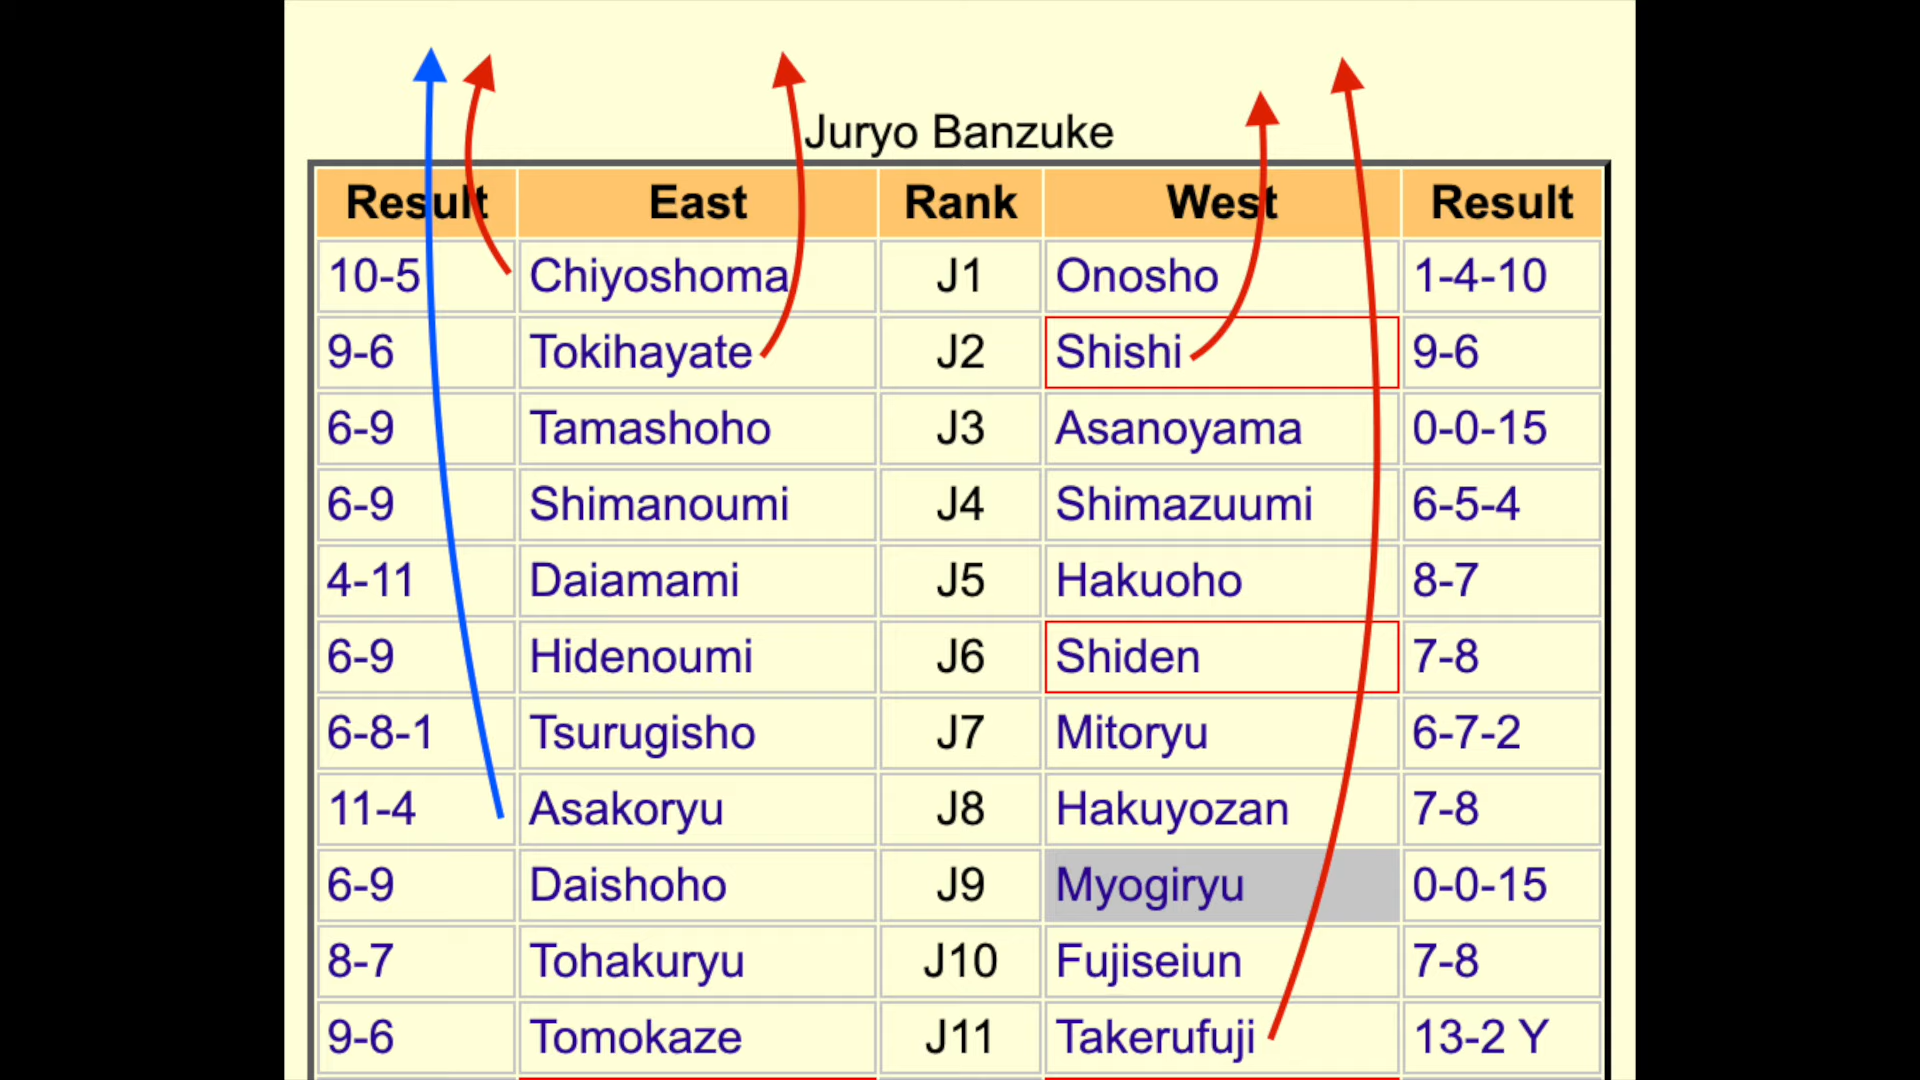 Juryo Banzuke
Result East Rank West Result
10-5 Chiyoshoma J1 Onosho 1-4-10
9-6 Tokihayate J2 Shishi 9-6
6-9 Tamashoho J3 Asanoyama 0-0-15
6-9 Shimanoumi J4 Shimazuumi 6-5-4
4-11 Daiamami J5 Hakuoho 8-7
6-9 Hidenoumi J6 Shiden 7-8
6-8-1 Tsurugisho J7 Mitoryu 6-7-2
11-4 Asakoryu J8 Hakuyozan 7-8
6-9 Daishoho J9 Myogiryu 0-0-15
8-7 Tohakuryu J10 Fujiseiun 7-8
9-6 Tomokaze J11 Takerufuji 13-2 Y